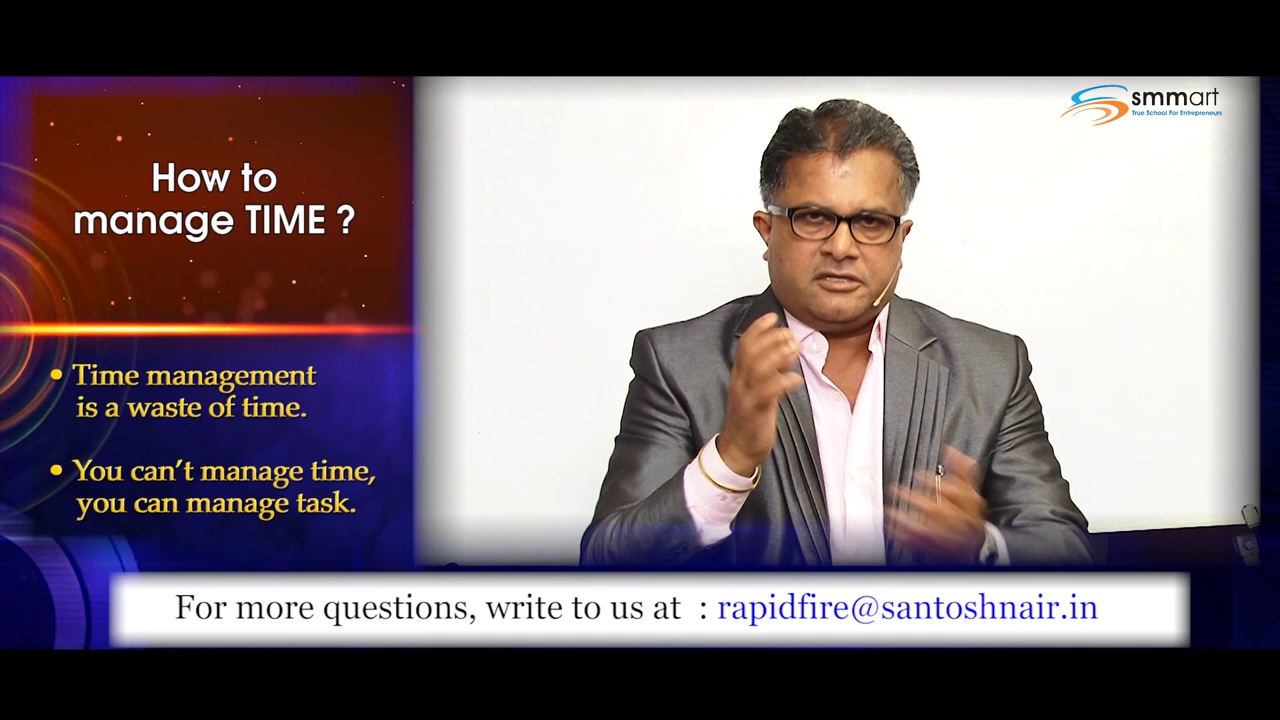 smmart
True School For Entrepreneurs
How to
manage TIME ?
• Time management
is a waste of time.
• You can’t manage time,
you can manage task.
For more questions, write to us at : rapidfire@santoshnair.in